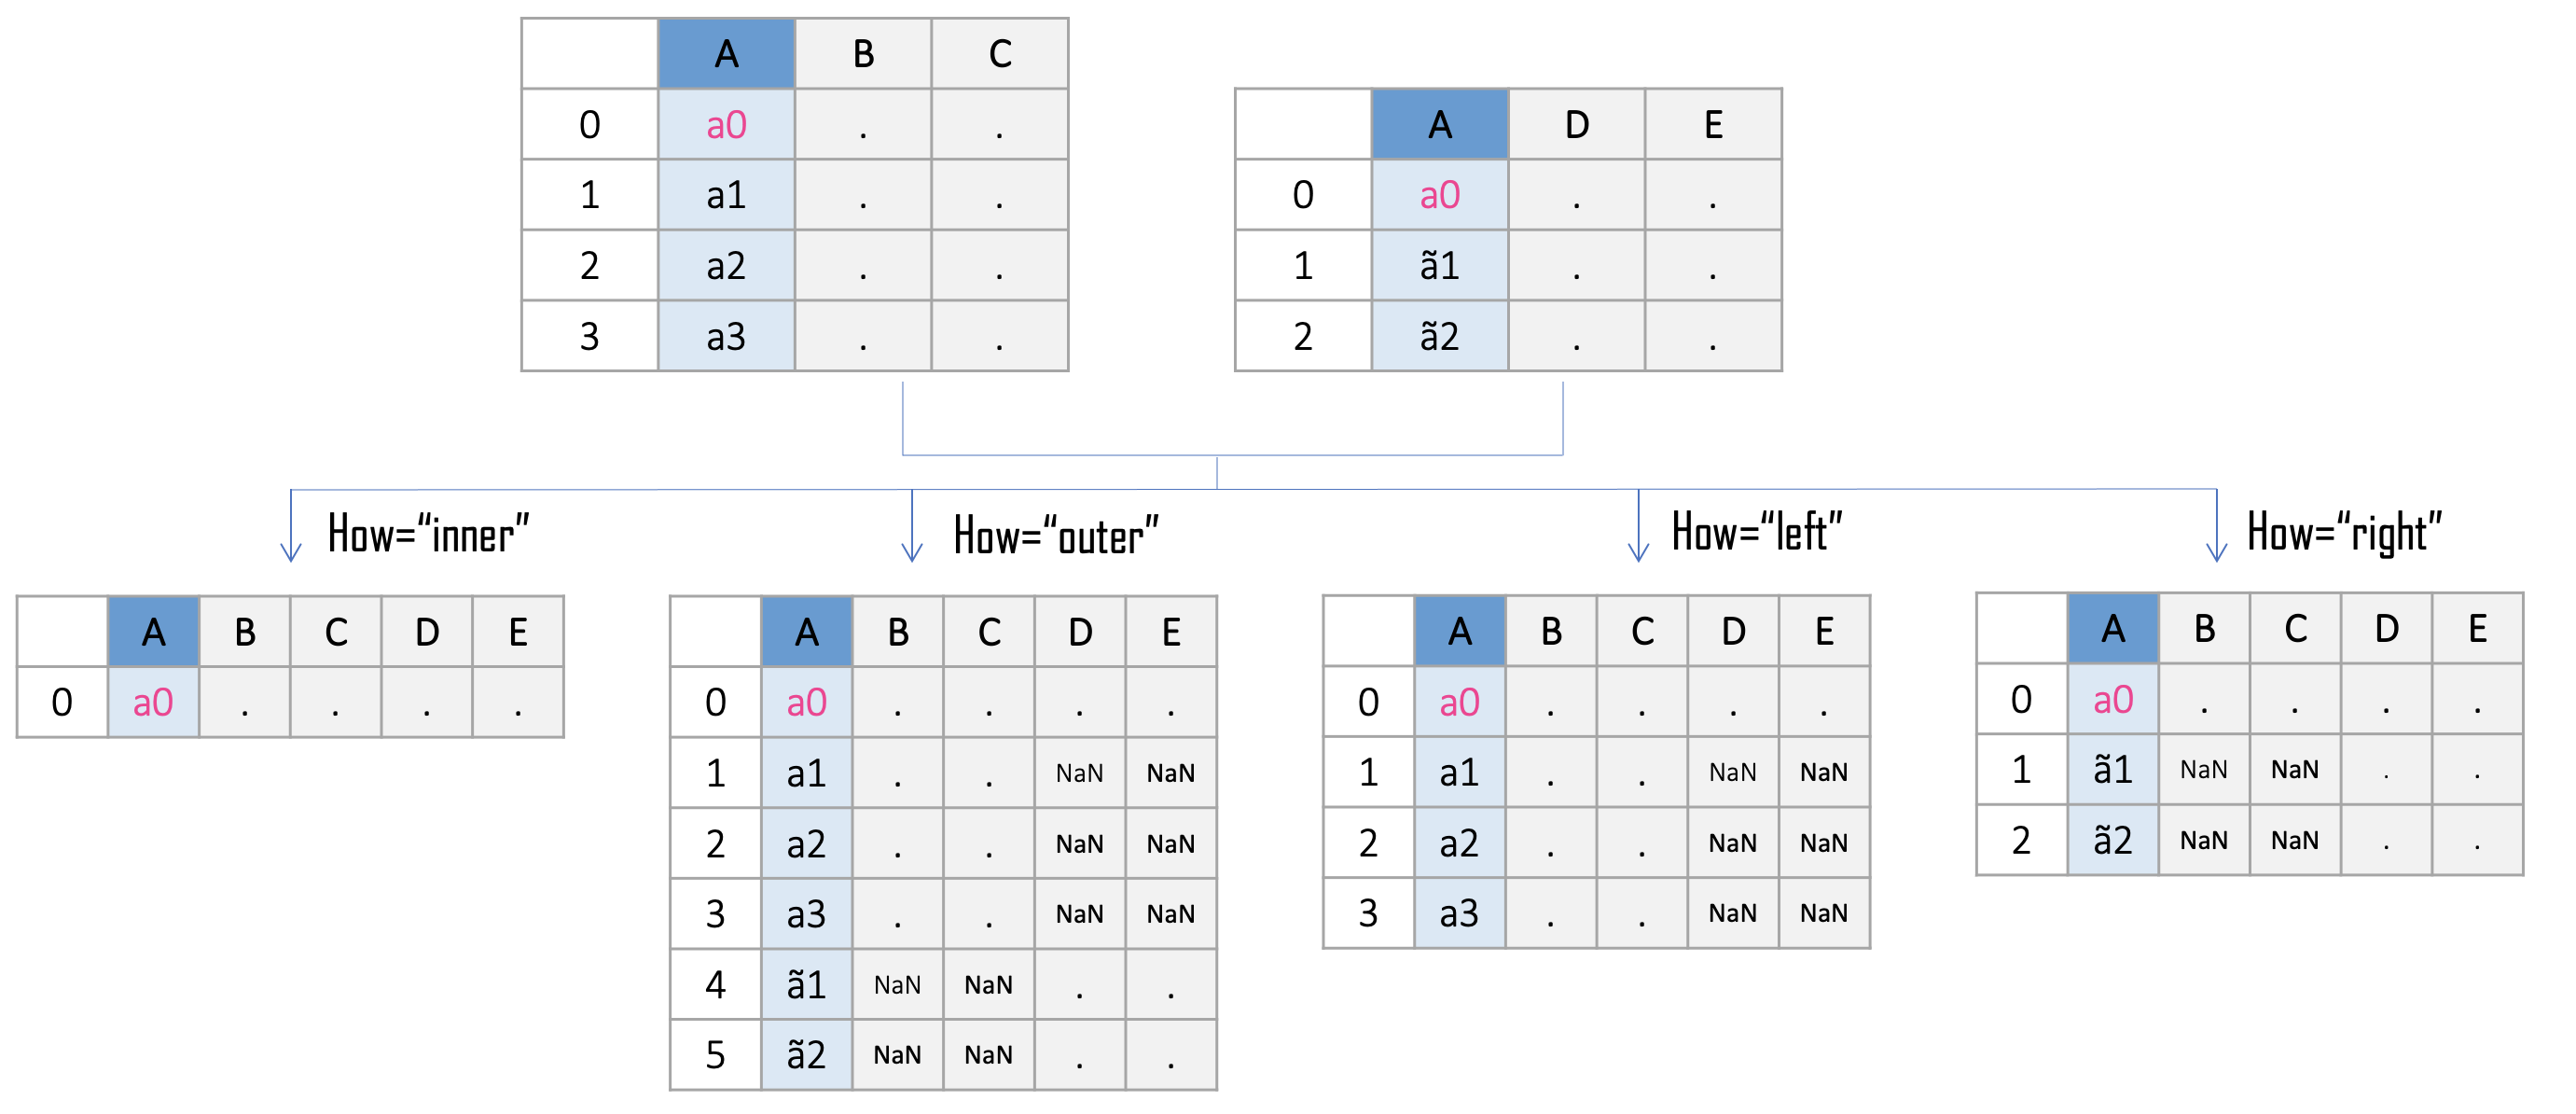 A B C
0 a0 . .
1 a1 . .
2 a2 . .
3 a3 . .
A D E
0 a0 . .
1 ã1 . .
2 ã2 . .
How=“inner”
How=“outer”
How=“left”
How=“right”
A B C D E
0 a0 . . . .
A B C D E
0 a0 . . . .
1 a1 . . NaN NaN
2 a2 . . NaN NaN
3 a3 . . NaN NaN
4 ã1 NaN NaN . .
5 ã2 NaN NaN . .
A B C D E
0 a0 . . . .
1 a1 . . NaN NaN
2 a2 . . NaN NaN
3 a3 . . NaN NaN
A B C D E
0 a0 . . . .
1 ã1 NaN NaN . .
2 ã2 NaN NaN . .